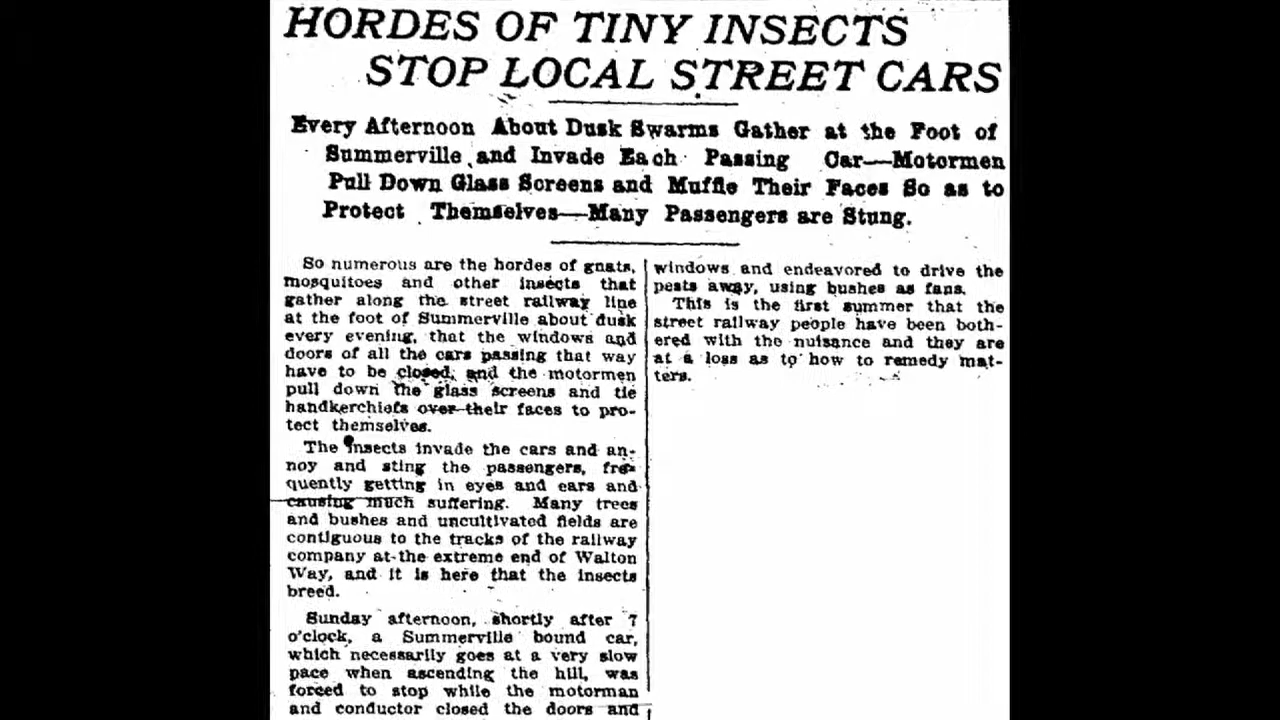 HORDES OF TINY INSECTS
STOP LOCAL STREET CARS
Every Afternoon About Dusk Swarms Gather at the Foot of
Summerville and Invade Each Passing Car—Motormen
Pull Down Glass Screens and Muffle Their Faces So as to
Protect Themselves—Many Passengers are Stung.
So numerous are the hordes of gnats,
mosquitoes and other insects that
gather along the street railway line
at the foot of Summerville about dusk
every evening, that the windows and
doors of all the cars passing that way
have to be closed, and the motormen
pull down the glass screens and tie
handkerchiefs over their faces to pro-
tect themselves.
The insects invade the cars and an-
noy and sting the passengers, fre-
quently getting in eyes and ears and
causing much suffering. Many trees
and bushes and uncultivated fields are
contiguous to the tracks of the railway
company at the extreme end of Walton
Way, and it is here that the insects
breed.
Sunday afternoon, shortly after 7
o'clock, a Summerville bound car,
which necessarily goes at a very slow
pace when ascending the hill, was
forced to stop while the motorman
and conductor closed the doors and
windows and endeavored to drive the
pests away, using bushes as fans.
This is the first summer that the
street railway people have been both-
ered with the nuisance and they are
at a loss as to how to remedy mat-
ters.